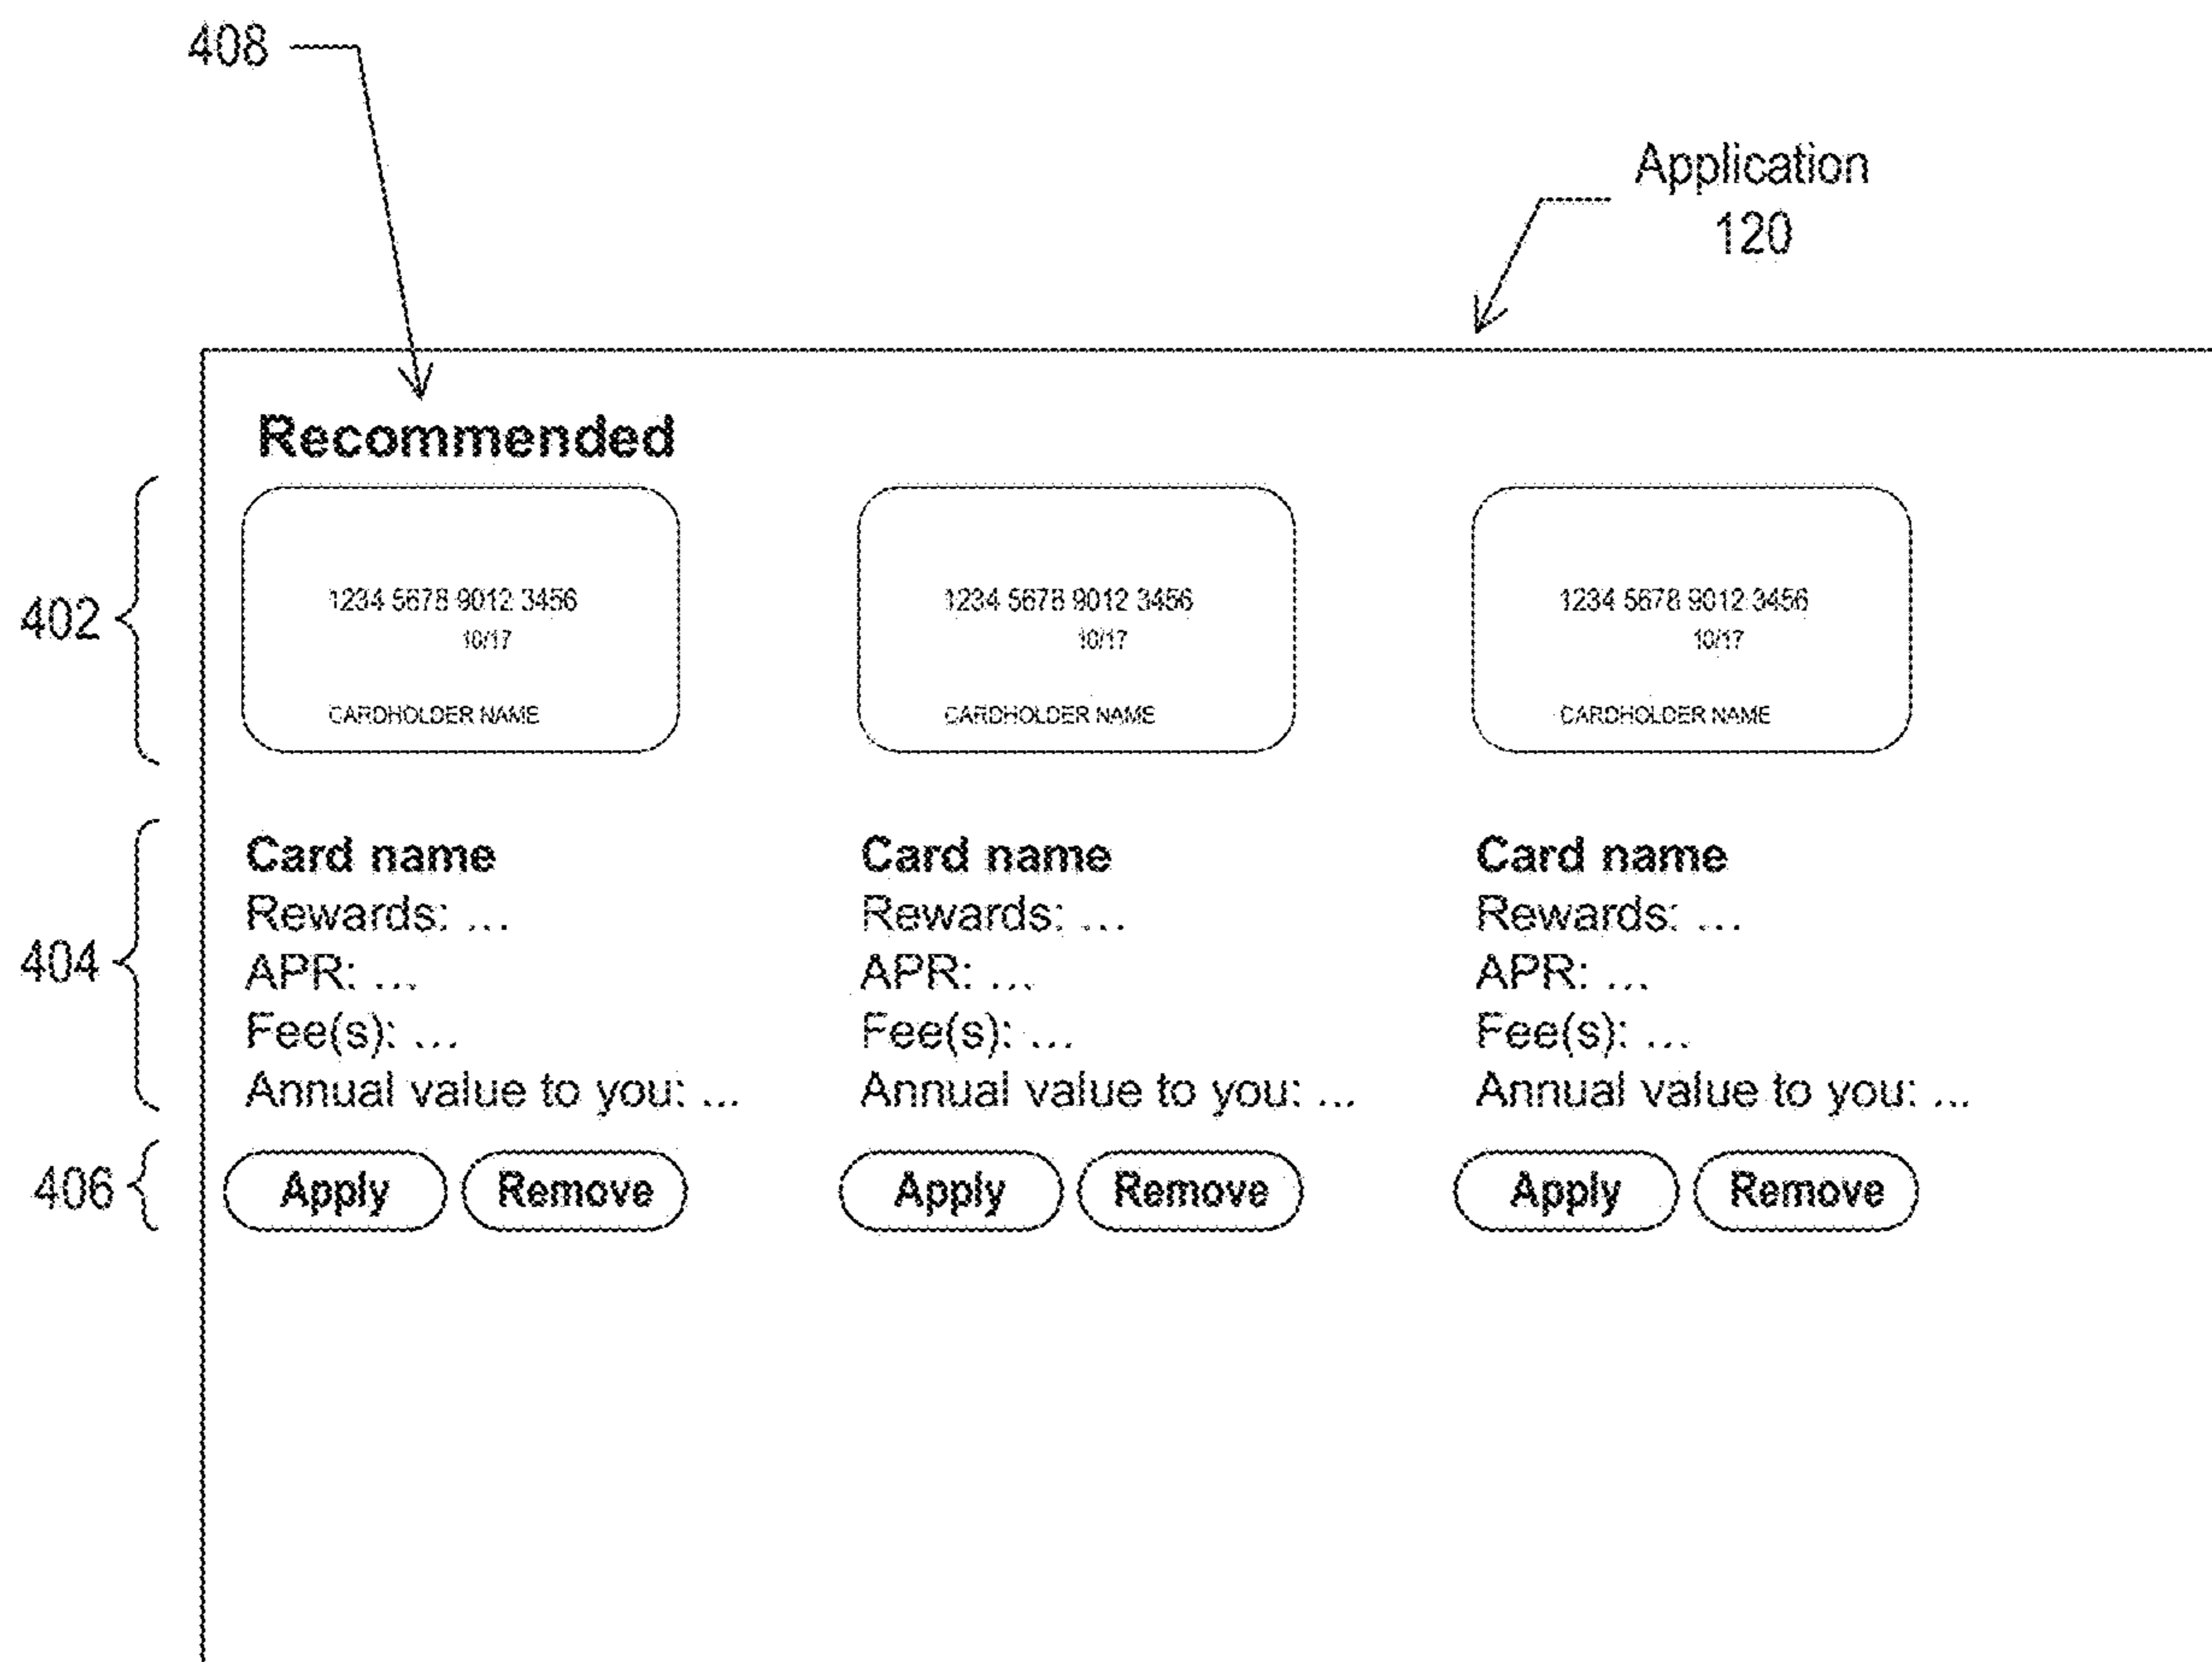 408
Application
120
Recommended
402
1234 5678 9012 3456 1234 5678 9012 3456 1234 5678 9012 3456
10/17 10/17 10/17
CARDHOLDER NAME CARDHOLDER NAME CARDHOLDER NAME
404
Card name Card name Card name
Rewards: ... Rewards: ... Rewards: ...
APR: ... APR: ... APR: ...
Fee(s): ... Fee(s): ... Fee(s): ...
Annual value to you: ... Annual value to you: ... Annual value to you: ...
406
Apply Remove Apply Remove Apply Remove